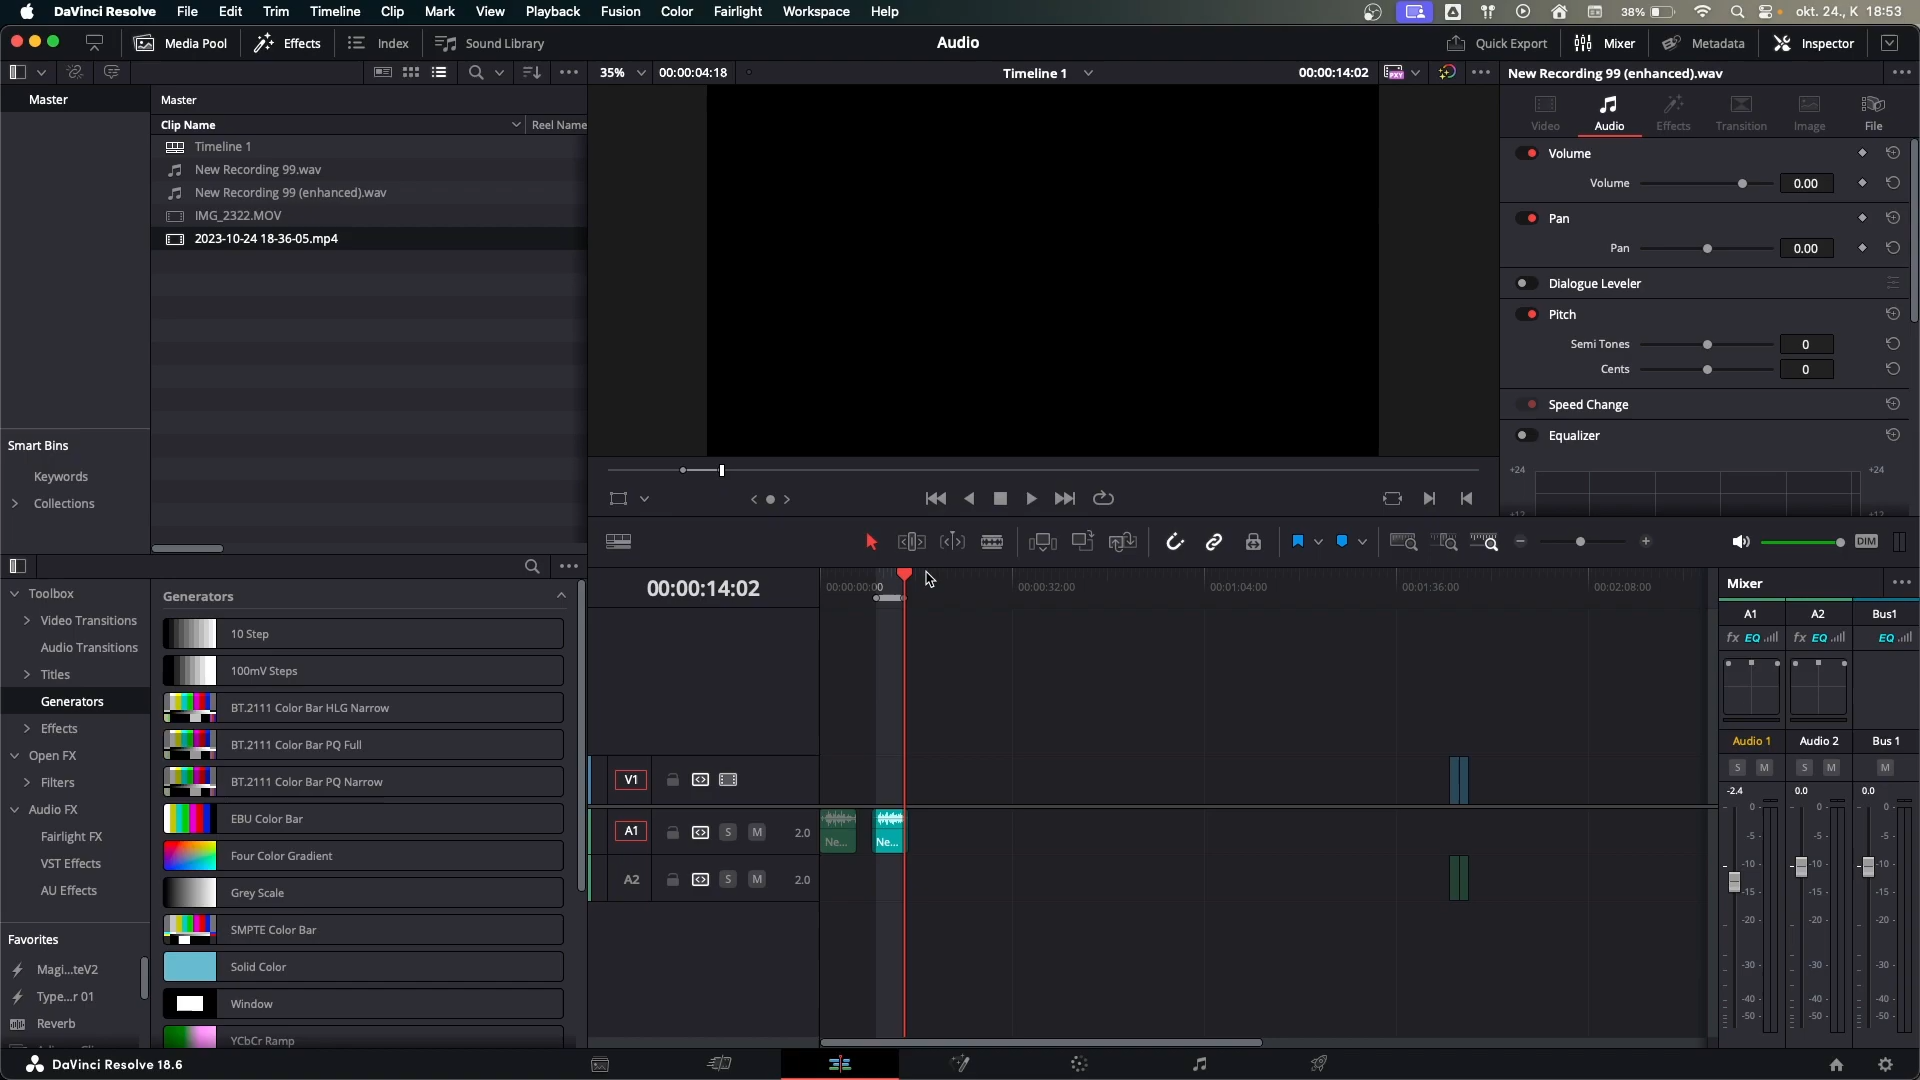 DaVinci Resolve File Edit Trim Timeline Clip Mark View Playback Fusion Color Fairlight Workspace Help 38% okt. 24., K 18:53
Media Pool Effects Index Sound Library Audio Quick Export Mixer Metadata Inspector
35% 00:00:04:18 Timeline 1 00:00:14:02 PXY New Recording 99 (enhanced).wav
Master
Master
Clip Name Reel Name
Timeline 1
New Recording 99.wav
New Recording 99 (enhanced).wav
IMG_2322.MOV
2023-10-24 18-36-05.mp4
Smart Bins
Keywords
Collections
Video Audio Effects Transition Image File
Volume
Volume 0.00
Pan
Pan 0.00
Dialogue Leveler
Pitch
Semi Tones 0
Cents 0
Speed Change
Equalizer
+24 +24
+12 +12
DIM
Toolbox
Video Transitions
Audio Transitions
Titles
Generators
Effects
Open FX
Filters
Audio FX
Fairlight FX
VST Effects
AU Effects
Favorites
Magi...teV2
Type...r 01
Reverb
Generators
10 Step
100mV Steps
BT.2111 Color Bar HLG Narrow
BT.2111 Color Bar PQ Full
BT.2111 Color Bar PQ Narrow
EBU Color Bar
Four Color Gradient
Grey Scale
SMPTE Color Bar
Solid Color
Window
YCbCr Ramp
00:00:14:02 00:00:00:00 00:00:32:00 00:01:04:00 00:01:36:00 00:02:08:00
V1
A1 S M 2.0 Ne... Ne...
A2 S M 2.0
Mixer
A1 A2 Bus1
fx EQ fx EQ EQ
Audio 1 Audio 2 Bus 1
S M S M M
-2.4 0.0 0.0
0- 0- 0-
-5- -5- -5-
-10- -10- -10-
-15- -15- -15-
-20- -20- -20-
-30- -30- -30-
-40- -40- -40-
-50- -50- -50-
DaVinci Resolve 18.6